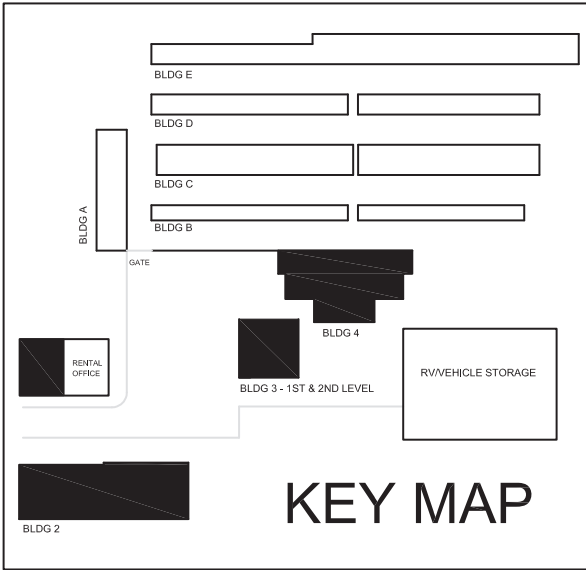 BLDG E
BLDG D
BLDG C
BLDG A
BLDG B
GATE
BLDG 4
RENTAL
OFFICE
RV/VEHICLE STORAGE
BLDG 3 - 1ST & 2ND LEVEL
KEY MAP
BLDG 2